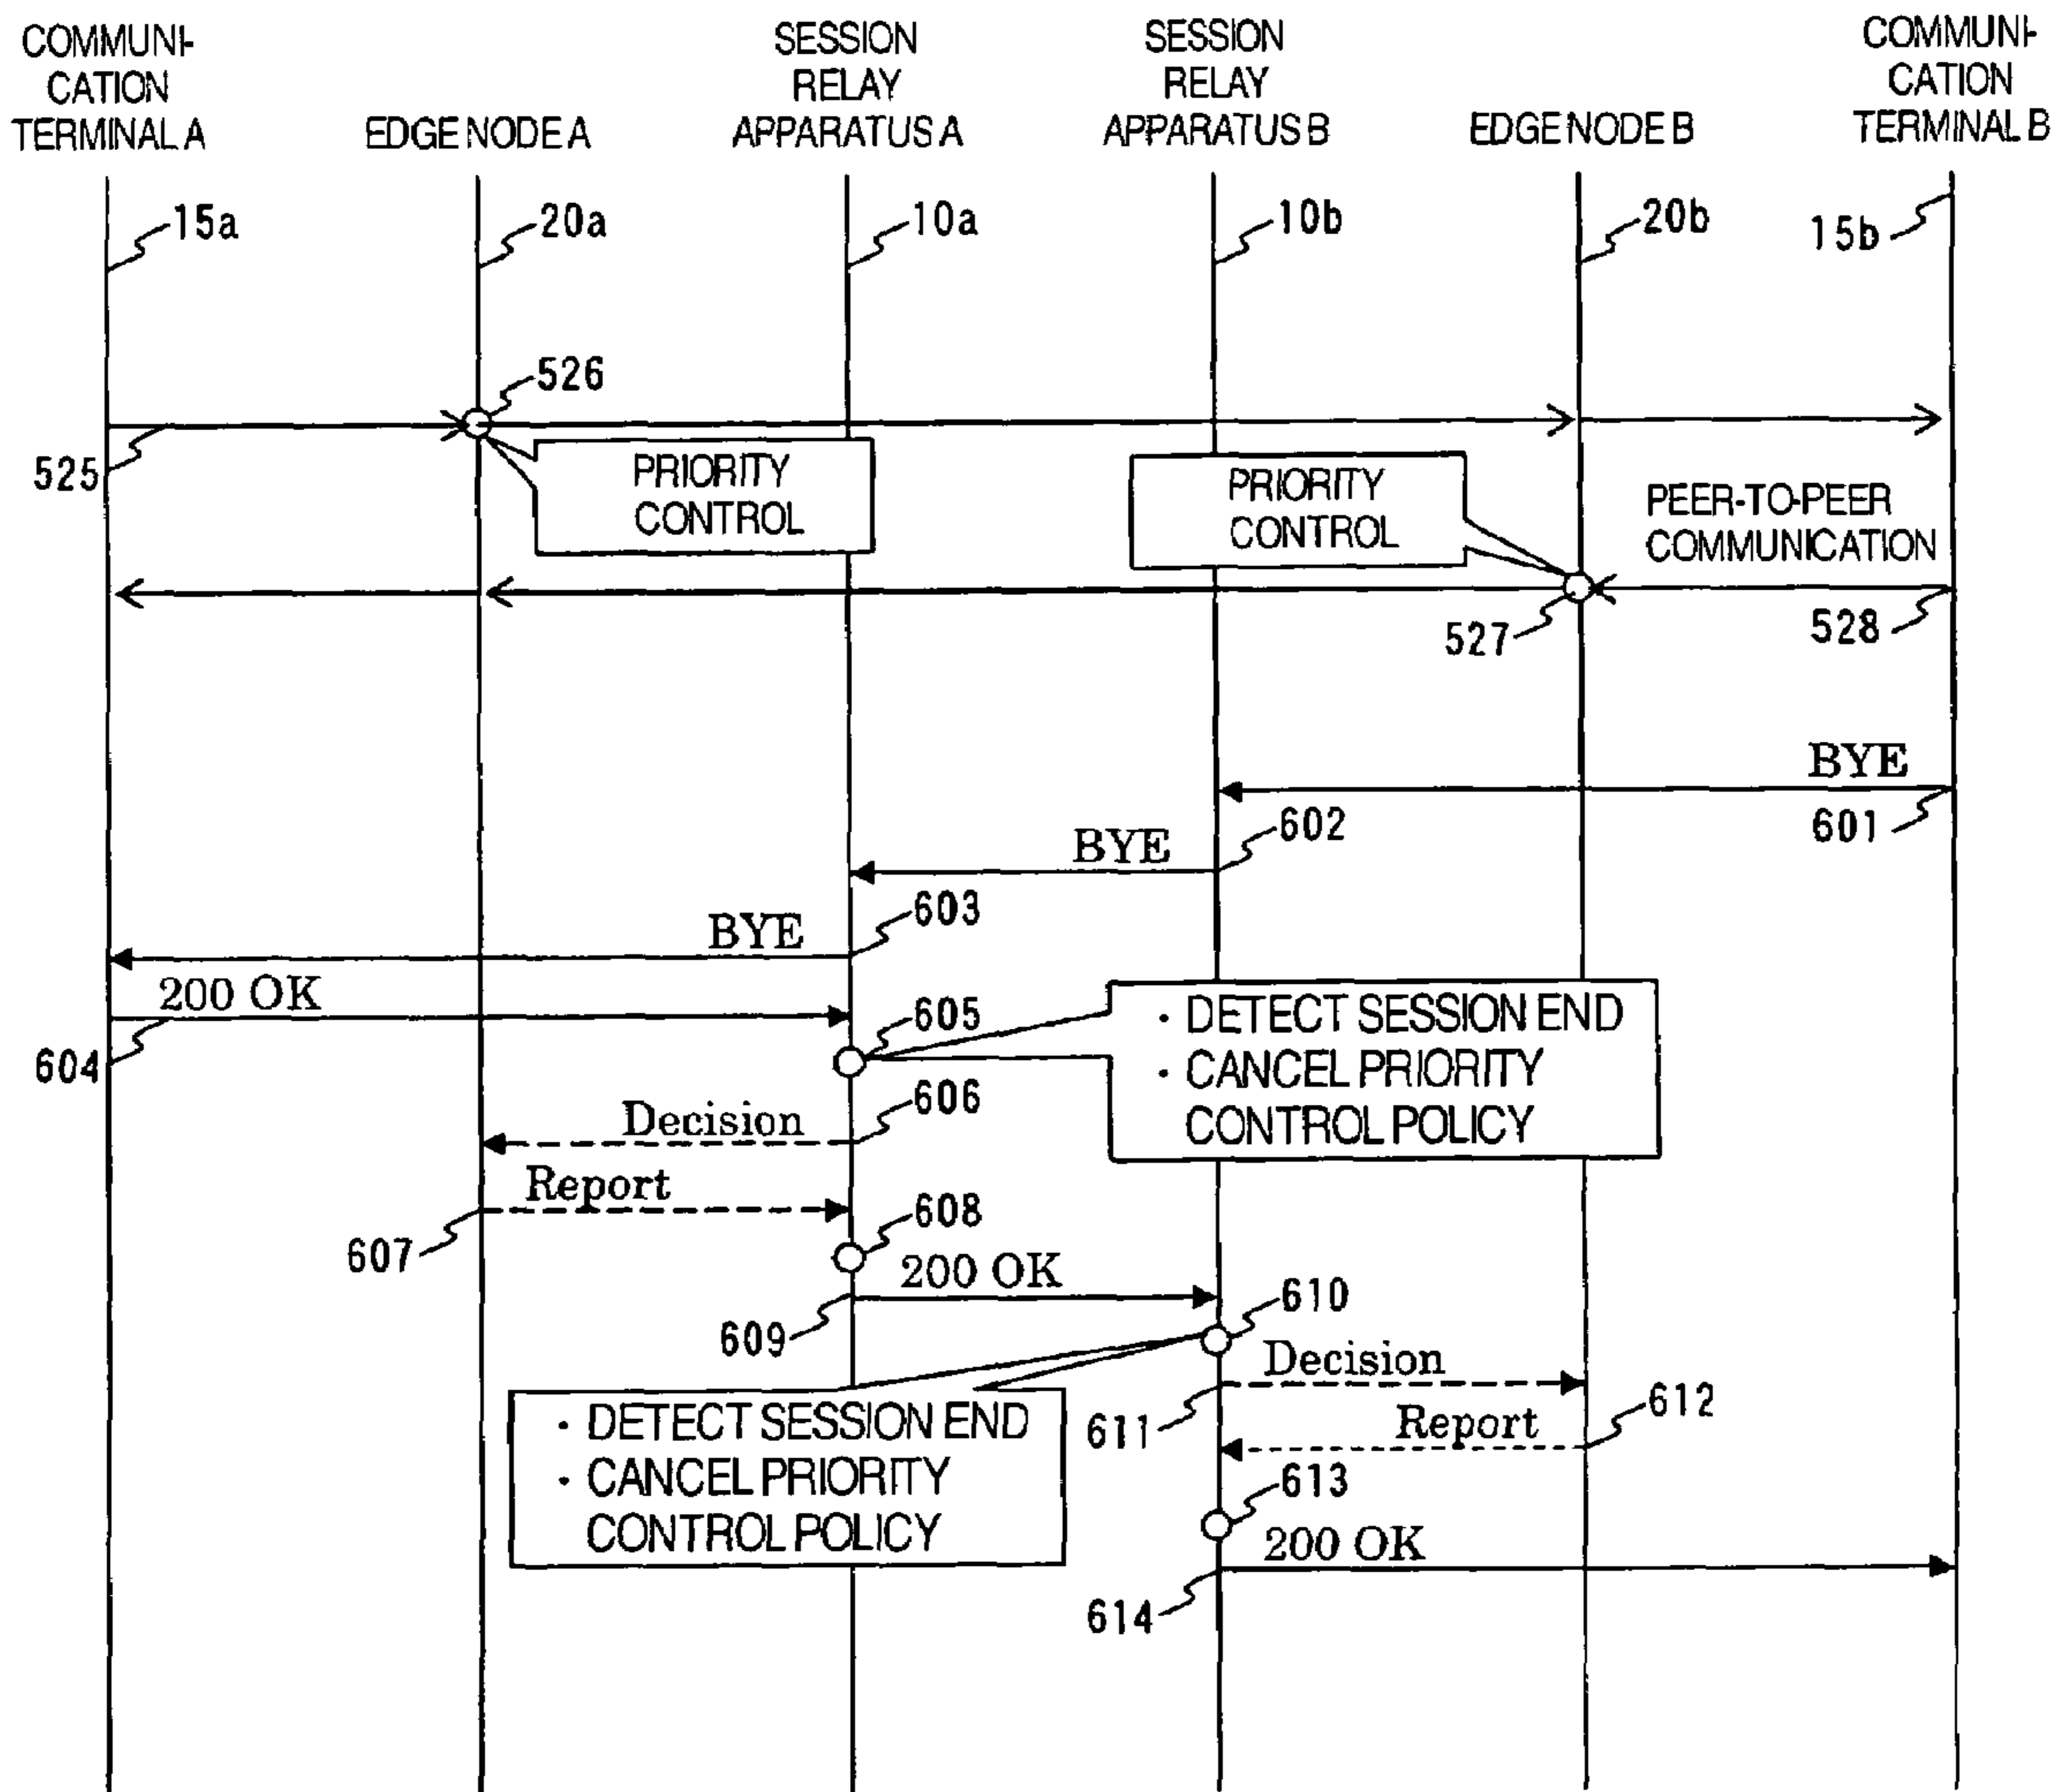 COMMUNI-
CATION
TERMINAL A
EDGE NODE A
SESSION
RELAY
APPARATUS A
SESSION
RELAY
APPARATUS B
EDGE NODE B
COMMUNI-
CATION
TERMINAL B
15a
20a
10a
10b
20b
15b
526
525
PRIORITY
CONTROL
PRIORITY
CONTROL
PEER-TO-PEER
COMMUNICATION
527
528
BYE
601
BYE
602
BYE
603
200 OK
604
605
· DETECT SESSION END
· CANCEL PRIORITY
CONTROL POLICY
Decision
606
Report
607
608
200 OK
609
610
· DETECT SESSION END
· CANCEL PRIORITY
CONTROL POLICY
Decision
611
Report
612
613
200 OK
614